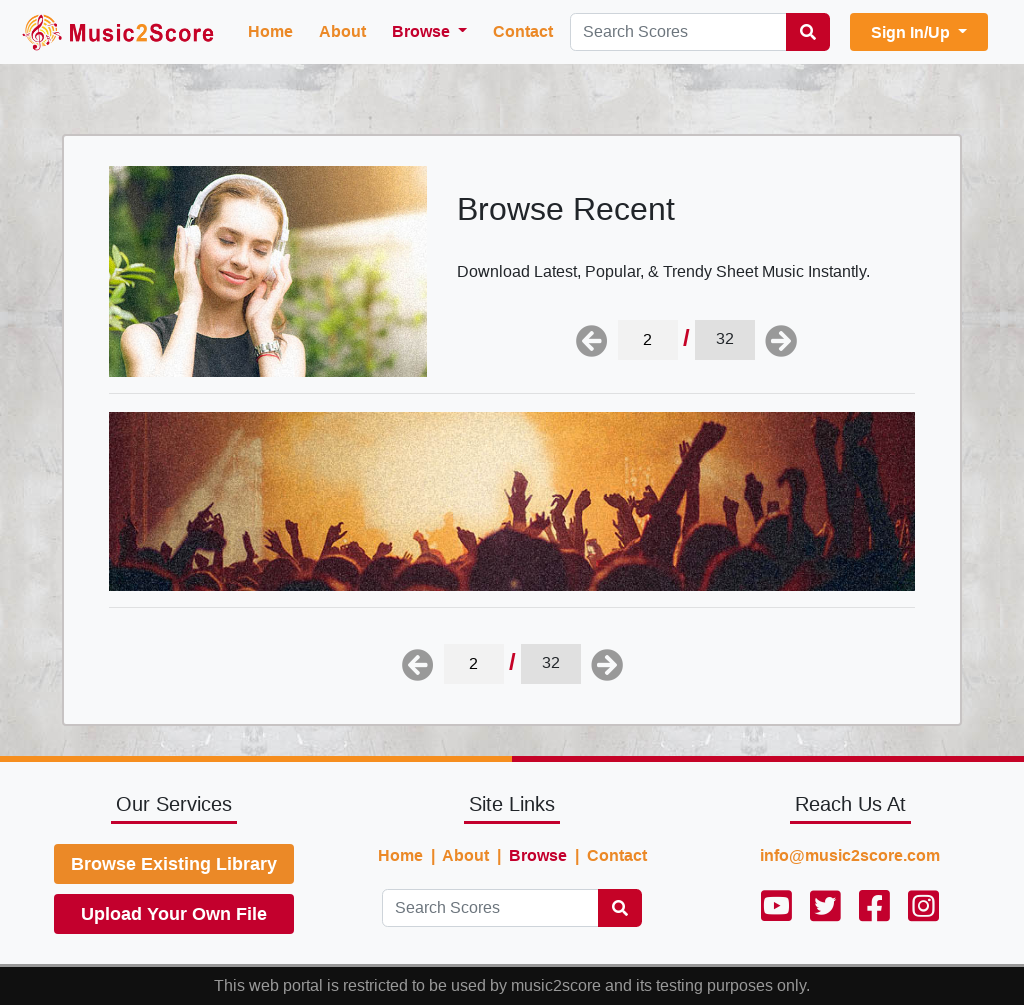 Music2Score Home About Browse Contact Search Scores Sign In/Up
Browse Recent
Download Latest, Popular, & Trendy Sheet Music Instantly.
2 / 32
2 / 32
Our Services
Browse Existing Library
Upload Your Own File
Site Links
Home | About | Browse | Contact
Search Scores
Reach Us At
info@music2score.com
This web portal is restricted to be used by music2score and its testing purposes only.